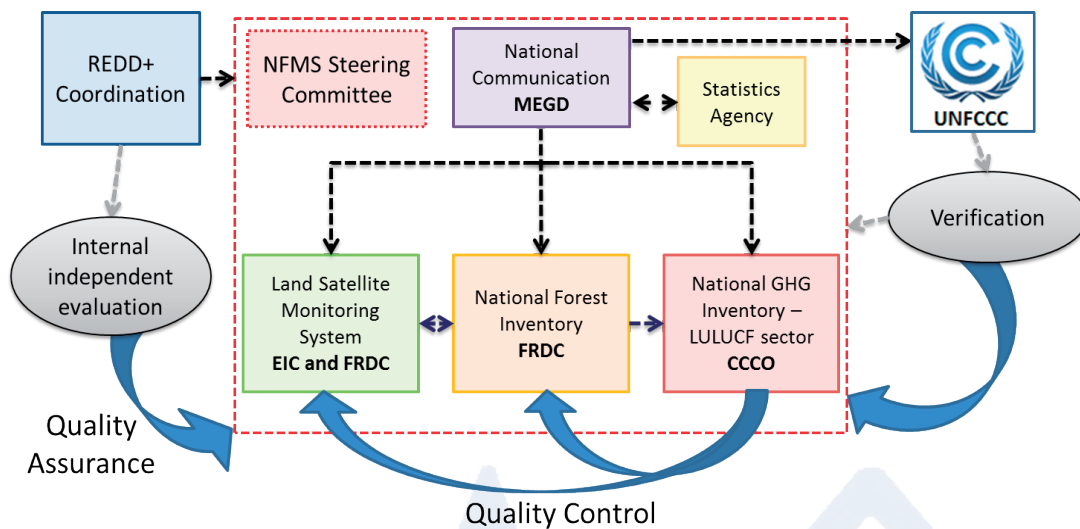 REDD+
Coordination
NFMS Steering
Committee
National
Communication
MEGD
Statistics
Agency
UNFCCC
Internal
independent
evaluation
Verification
Land Satellite
Monitoring
System
EIC and FRDC
National Forest
Inventory
FRDC
National GHG
Inventory –
LULUCF sector
CCCO
Quality
Assurance
Quality Control